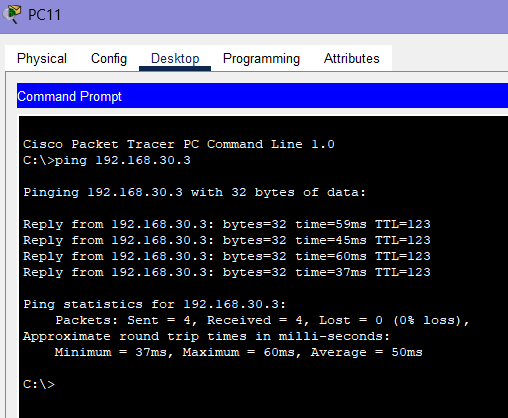 PC11
Physical Config Desktop Programming Attributes
Command Prompt
Cisco Packet Tracer PC Command Line 1.0
C:\>ping 192.168.30.3
Pinging 192.168.30.3 with 32 bytes of data:
Reply from 192.168.30.3: bytes=32 time=59ms TTL=123
Reply from 192.168.30.3: bytes=32 time=45ms TTL=123
Reply from 192.168.30.3: bytes=32 time=60ms TTL=123
Reply from 192.168.30.3: bytes=32 time=37ms TTL=123
Ping statistics for 192.168.30.3:
    Packets: Sent = 4, Received = 4, Lost = 0 (0% loss),
Approximate round trip times in milli-seconds:
    Minimum = 37ms, Maximum = 60ms, Average = 50ms
C:\>